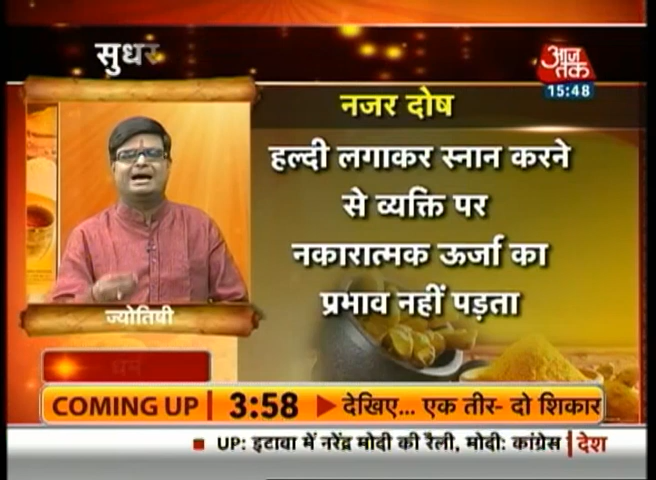 सुधर
आज तक
15:48
नजर दोष
हल्दी लगाकर स्नान करने
से व्यक्ति पर
नकारात्मक ऊर्जा का
प्रभाव नहीं पड़ता
ज्योतिषी
COMING UP 3:58 देखिए... एक तीर- दो शिकार
UP: इटावा में नरेंद्र मोदी की रैली, मोदी: कांग्रेस देश